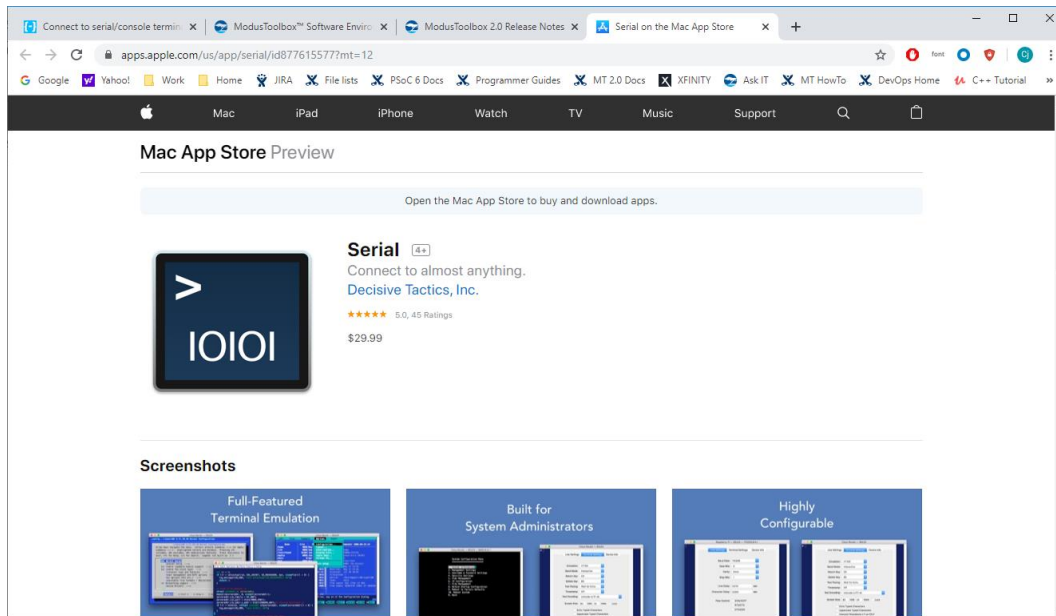 Connect to serial/console termin
ModusToolbox™ Software Enviro
ModusToolbox 2.0 Release Notes
Serial on the Mac App Store
apps.apple.com/us/app/serial/id877615577?mt=12
font
Cj
Google Yahoo! Work Home JIRA File lists PSoC 6 Docs Programmer Guides MT 2.0 Docs XFINITY Ask IT MT HowTo DevOps Home C++ Tutorial »
Mac iPad iPhone Watch TV Music Support
Mac App Store Preview
Open the Mac App Store to buy and download apps.
Serial 4+
Connect to almost anything.
Decisive Tactics, Inc.
★★★★★ 5.0, 45 Ratings
$29.99
>
IOIOI
Screenshots
Full-Featured
Terminal Emulation
Built for
System Administrators
Highly
Configurable